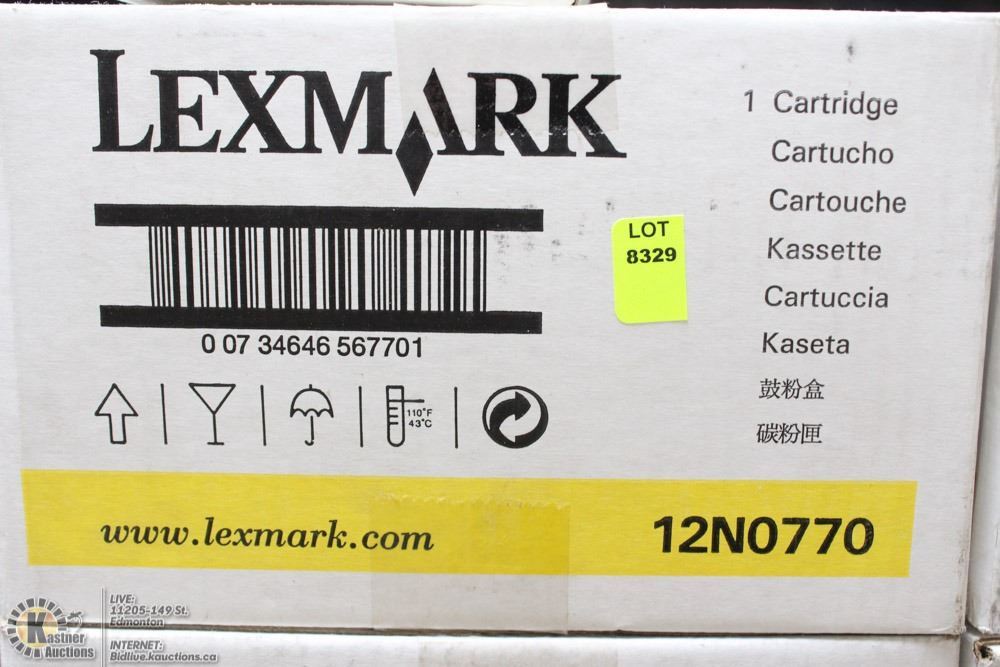 LEXMARK
0 07 34646 567701
110°F
43°C
LOT
8329
1 Cartridge
Cartucho
Cartouche
Kassette
Cartuccia
Kaseta
鼓粉盒
碳粉匣
www.lexmark.com
12N0770
Kastner
Auctions
LIVE:
11205-149 St.
Edmonton
INTERNET:
Bidlive.kauctions.ca